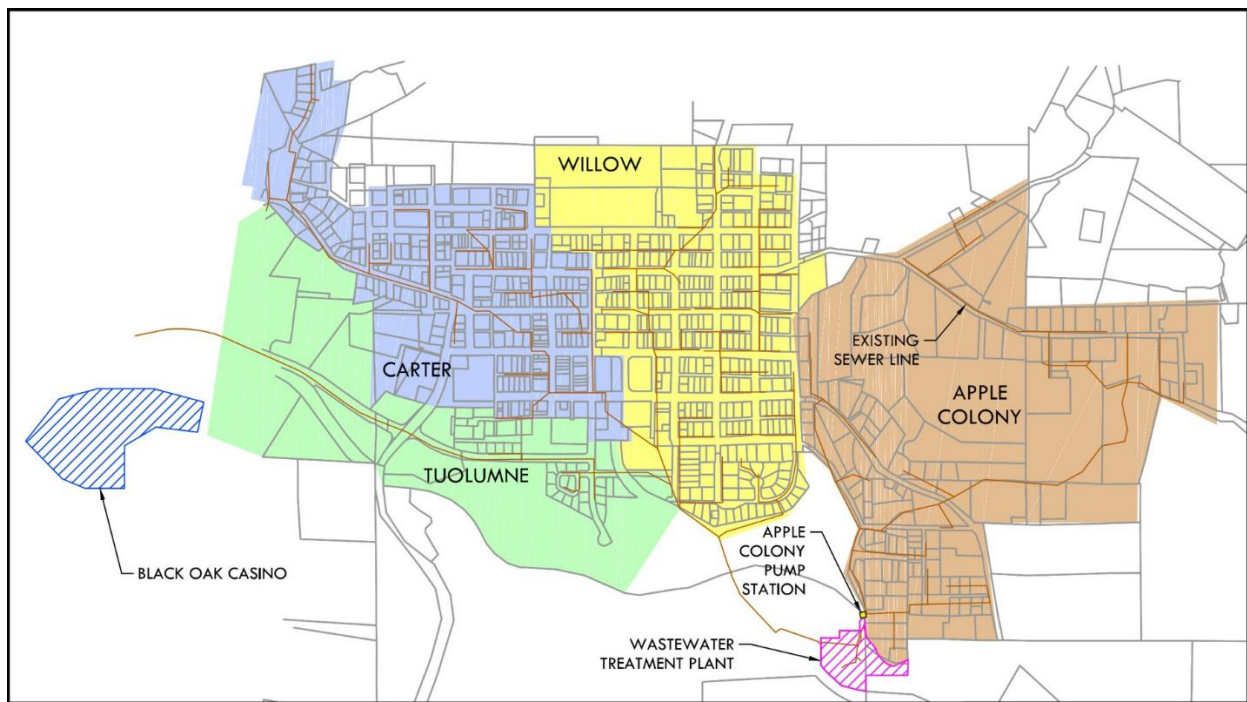 WILLOW
CARTER
EXISTING
SEWER LINE
APPLE
COLONY
TUOLUMNE
BLACK OAK CASINO
APPLE
COLONY
PUMP
STATION
WASTEWATER
TREATMENT PLANT